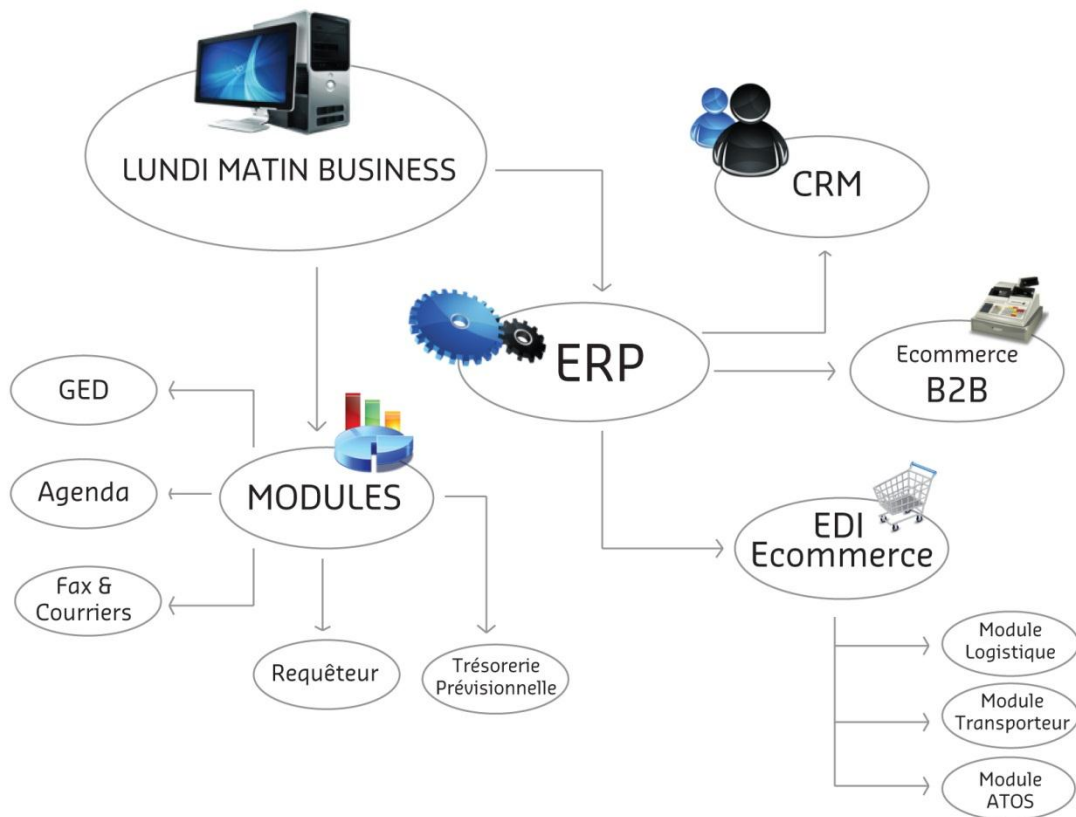 LUNDI MATIN BUSINESS
CRM
ERP
Ecommerce
B2B
GED
Agenda
MODULES
Fax &
Courriers
Requêteur
Trésorerie
Prévisionnelle
EDI
Ecommerce
Module
Logistique
Module
Transporteur
Module
ATOS